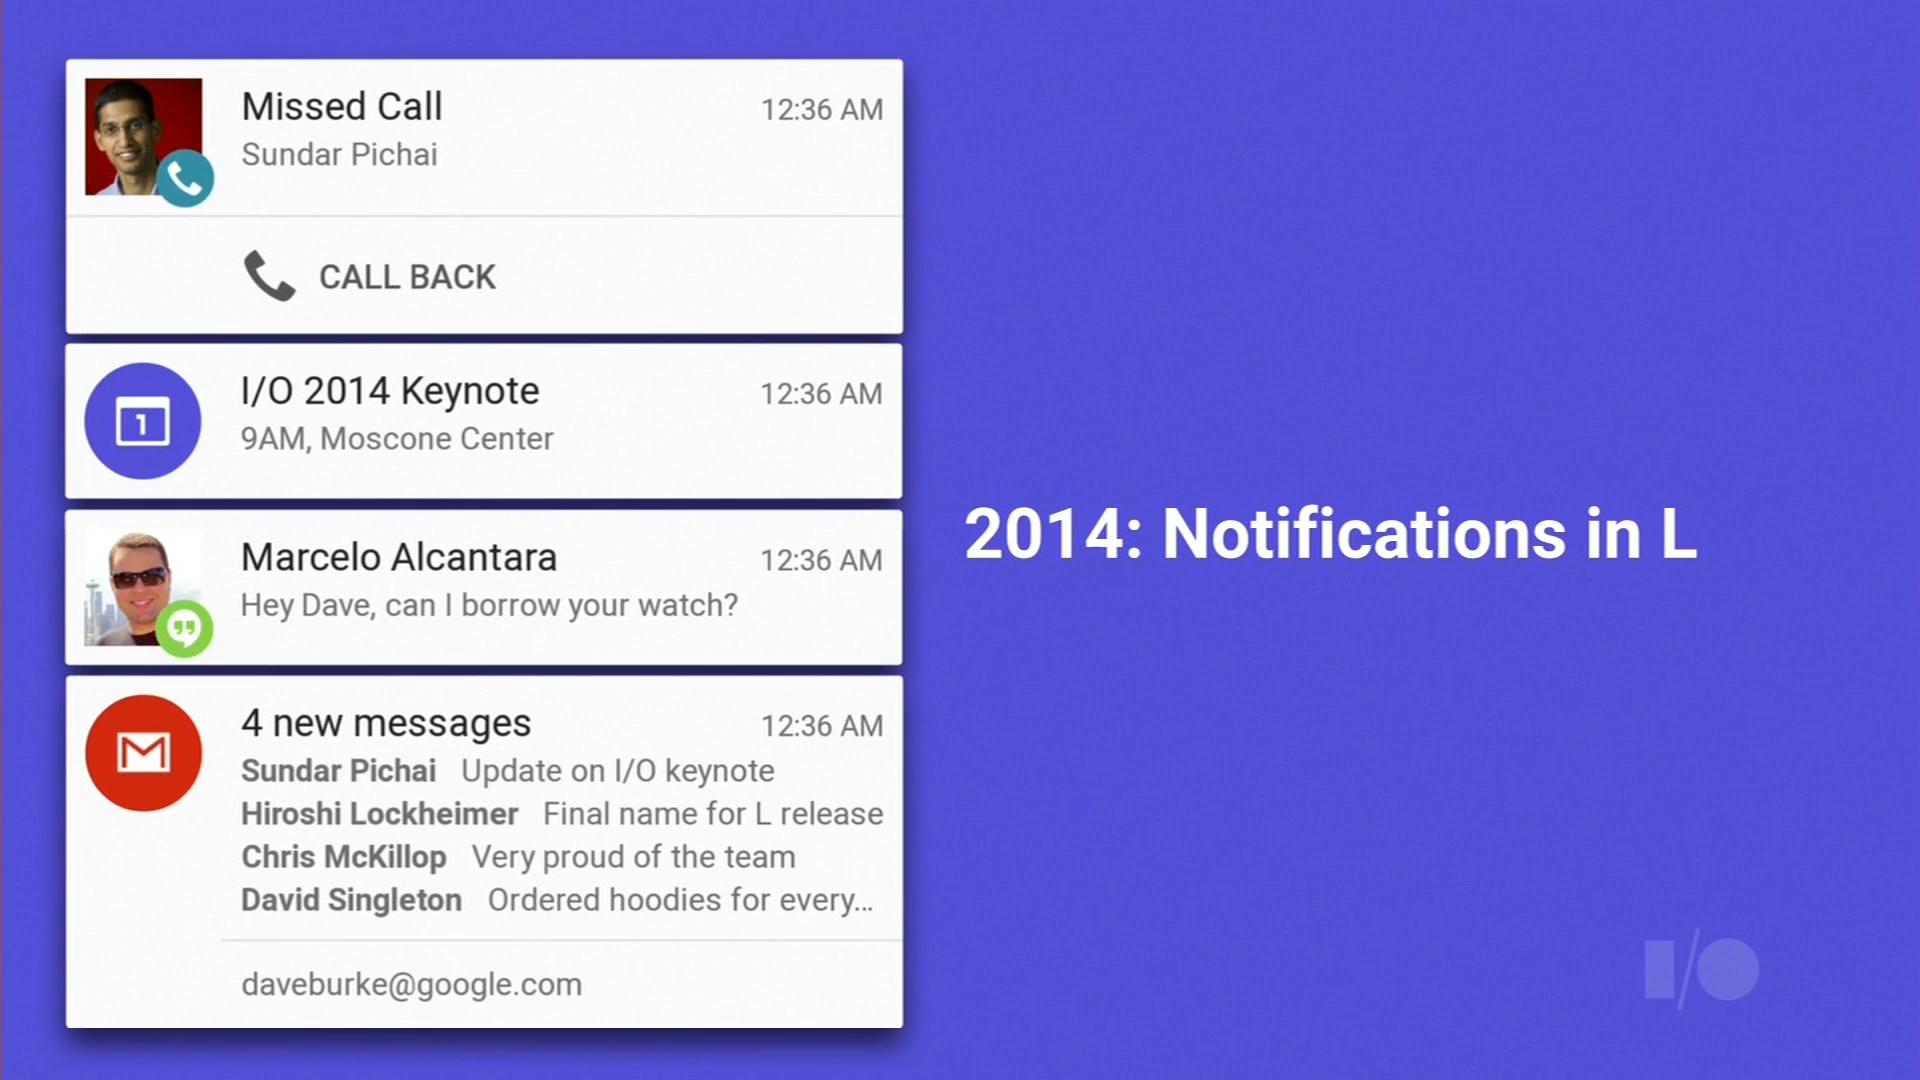 Missed Call 12:36 AM
Sundar Pichai
CALL BACK
1
I/O 2014 Keynote 12:36 AM
9AM, Moscone Center
Marcelo Alcantara 12:36 AM
Hey Dave, can I borrow your watch?
4 new messages 12:36 AM
Sundar Pichai Update on I/O keynote
Hiroshi Lockheimer Final name for L release
Chris McKillop Very proud of the team
David Singleton Ordered hoodies for every...
daveburke@google.com
2014: Notifications in L
I/O